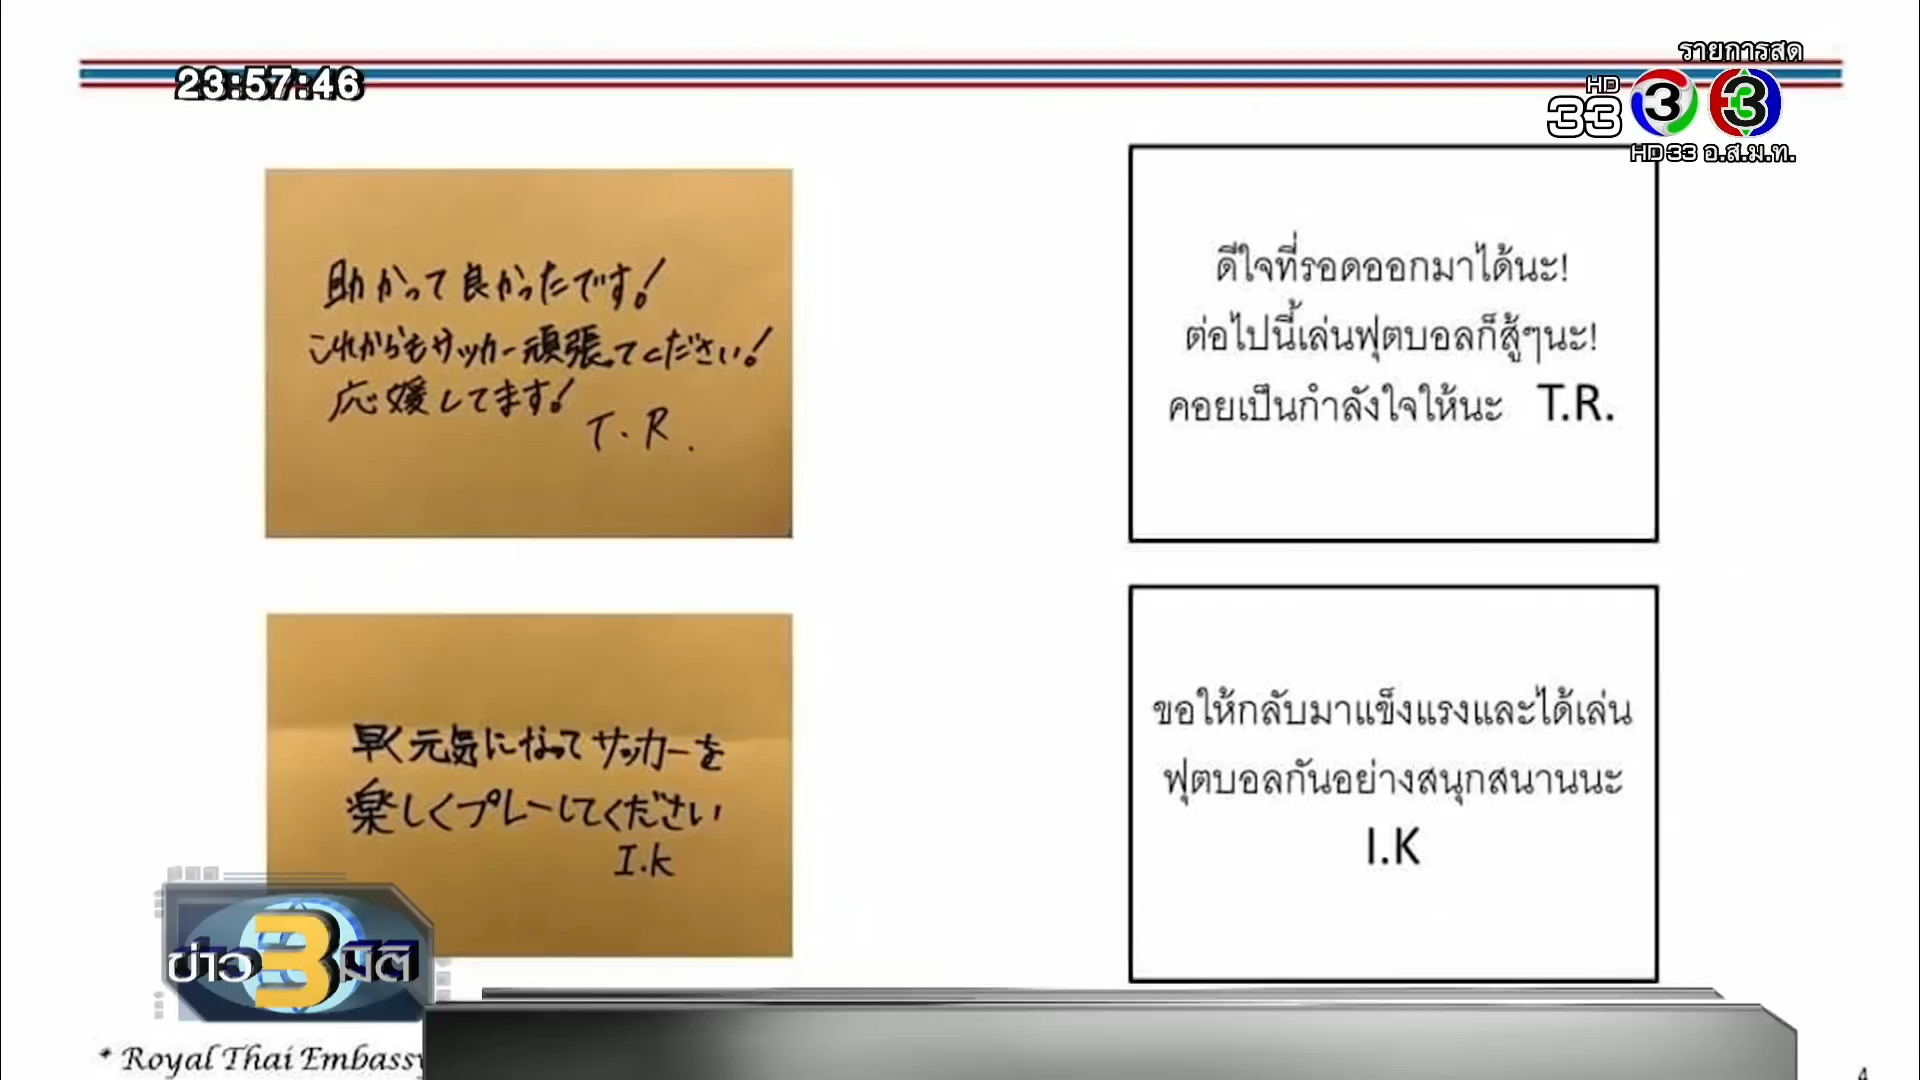 รายการสด
23:57:46
HD
33
3
3
HD 33 อ.ส.ม.ท.
助かって良かったです!
これからもサッカー頑張ってください!
応援してます!
T.R.
ดีใจที่รอดออกมาได้นะ!
ต่อไปนี้เล่นฟุตบอลก็สู้ๆนะ!
คอยเป็นกำลังใจให้นะ T.R.
早く元気になってサッカーを
楽しくプレーしてください
I.K
ขอให้กลับมาแข็งแรงและได้เล่น
ฟุตบอลกันอย่างสนุกสนานนะ
I.K
ข่าว3มิติ
* Royal Thai Embassy
4